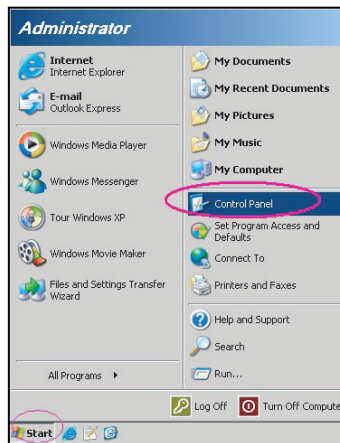 Administrator
Internet
Internet Explorer
E-mail
Outlook Express
Windows Media Player
Windows Messenger
Tour Windows XP
Windows Movie Maker
Files and Settings Transfer
Wizard
All Programs
My Documents
My Recent Documents
My Pictures
My Music
My Computer
Control Panel
Set Program Access and
Defaults
Connect To
Printers and Faxes
Help and Support
Search
Run...
Log Off
Turn Off Compute
Start